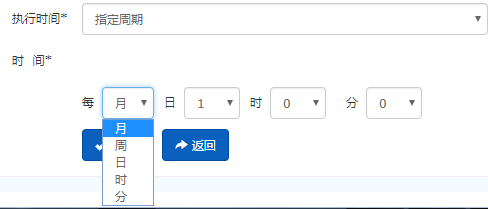 执行时间* 指定周期
时 间*
每 月 日 1 时 0 分 0
月
周
日
时
分
返回